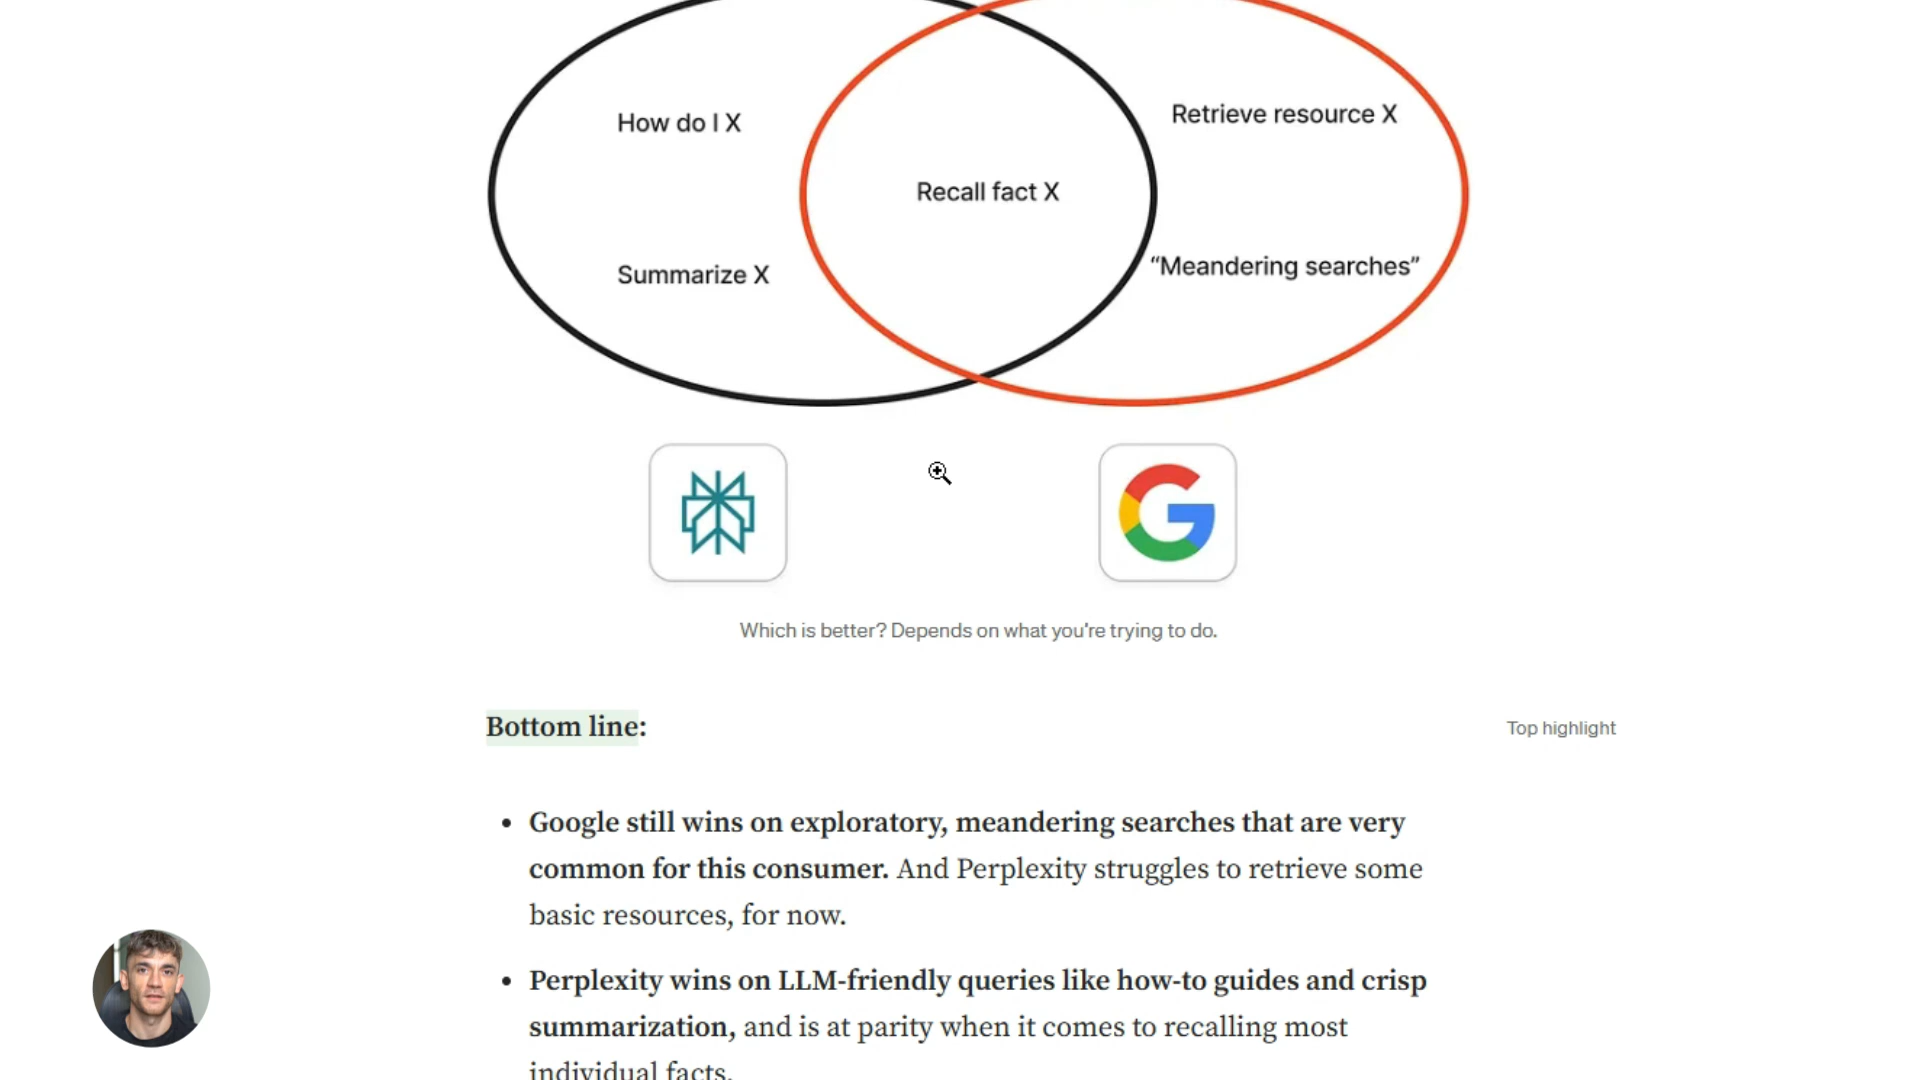 How do I X
Retrieve resource X
Recall fact X
Summarize X
“Meandering searches”
Which is better? Depends on what you're trying to do.
Bottom line:
Top highlight
• Google still wins on exploratory, meandering searches that are very
common for this consumer. And Perplexity struggles to retrieve some
basic resources, for now.
• Perplexity wins on LLM-friendly queries like how-to guides and crisp
summarization, and is at parity when it comes to recalling most
individual facts.